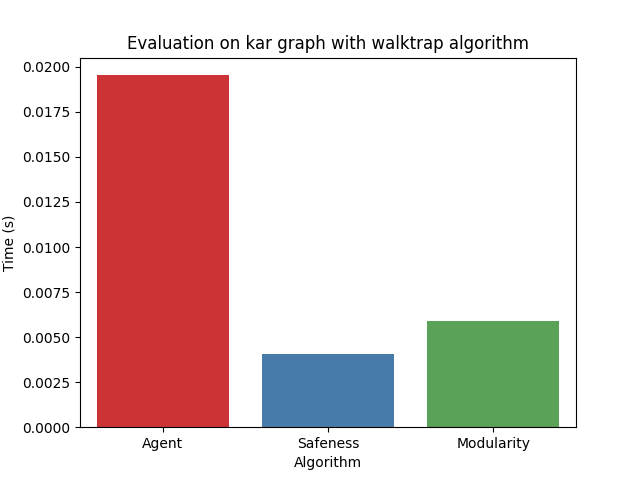 Evaluation on kar graph with walktrap algorithm
Time (s)
0.0200
0.0175
0.0150
0.0125
0.0100
0.0075
0.0050
0.0025
0.0000
Agent Safeness Modularity
Algorithm